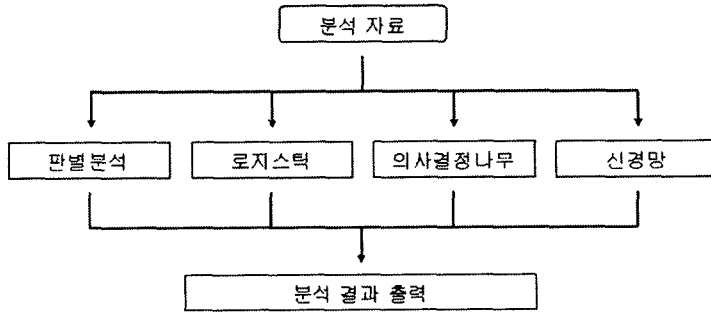 분석 자료
판별분석
로지스틱
의사결정나무
신경망
분석 결과 출력